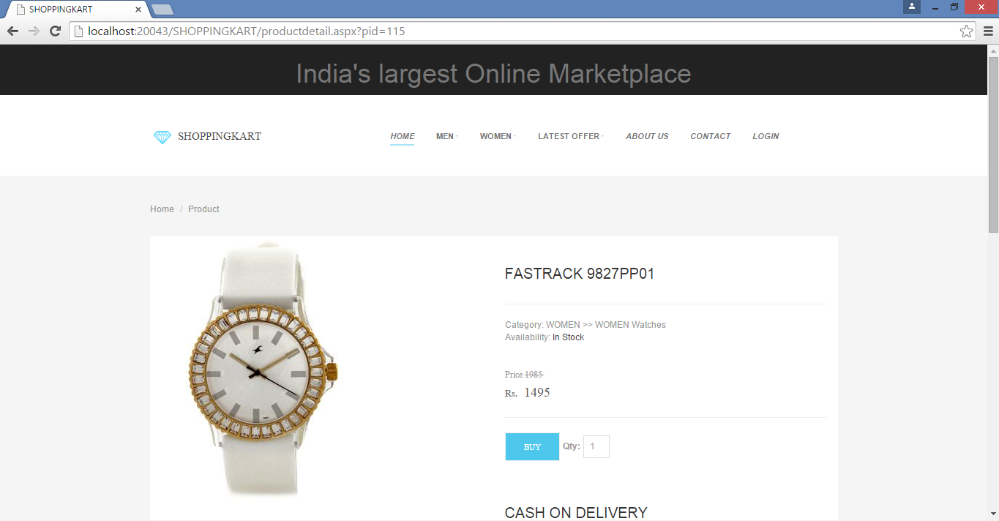 SHOPPINGKART
localhost:20043/SHOPPINGKART/productdetail.aspx?pid=115
India's largest Online Marketplace
SHOPPINGKART
HOME MEN WOMEN LATEST OFFER ABOUT US CONTACT LOGIN
Home / Product
FASTRACK 9827PP01
Category: WOMEN >> WOMEN Watches
Availability: In Stock
Price 1985
Rs. 1495
BUY Qty: 1
CASH ON DELIVERY